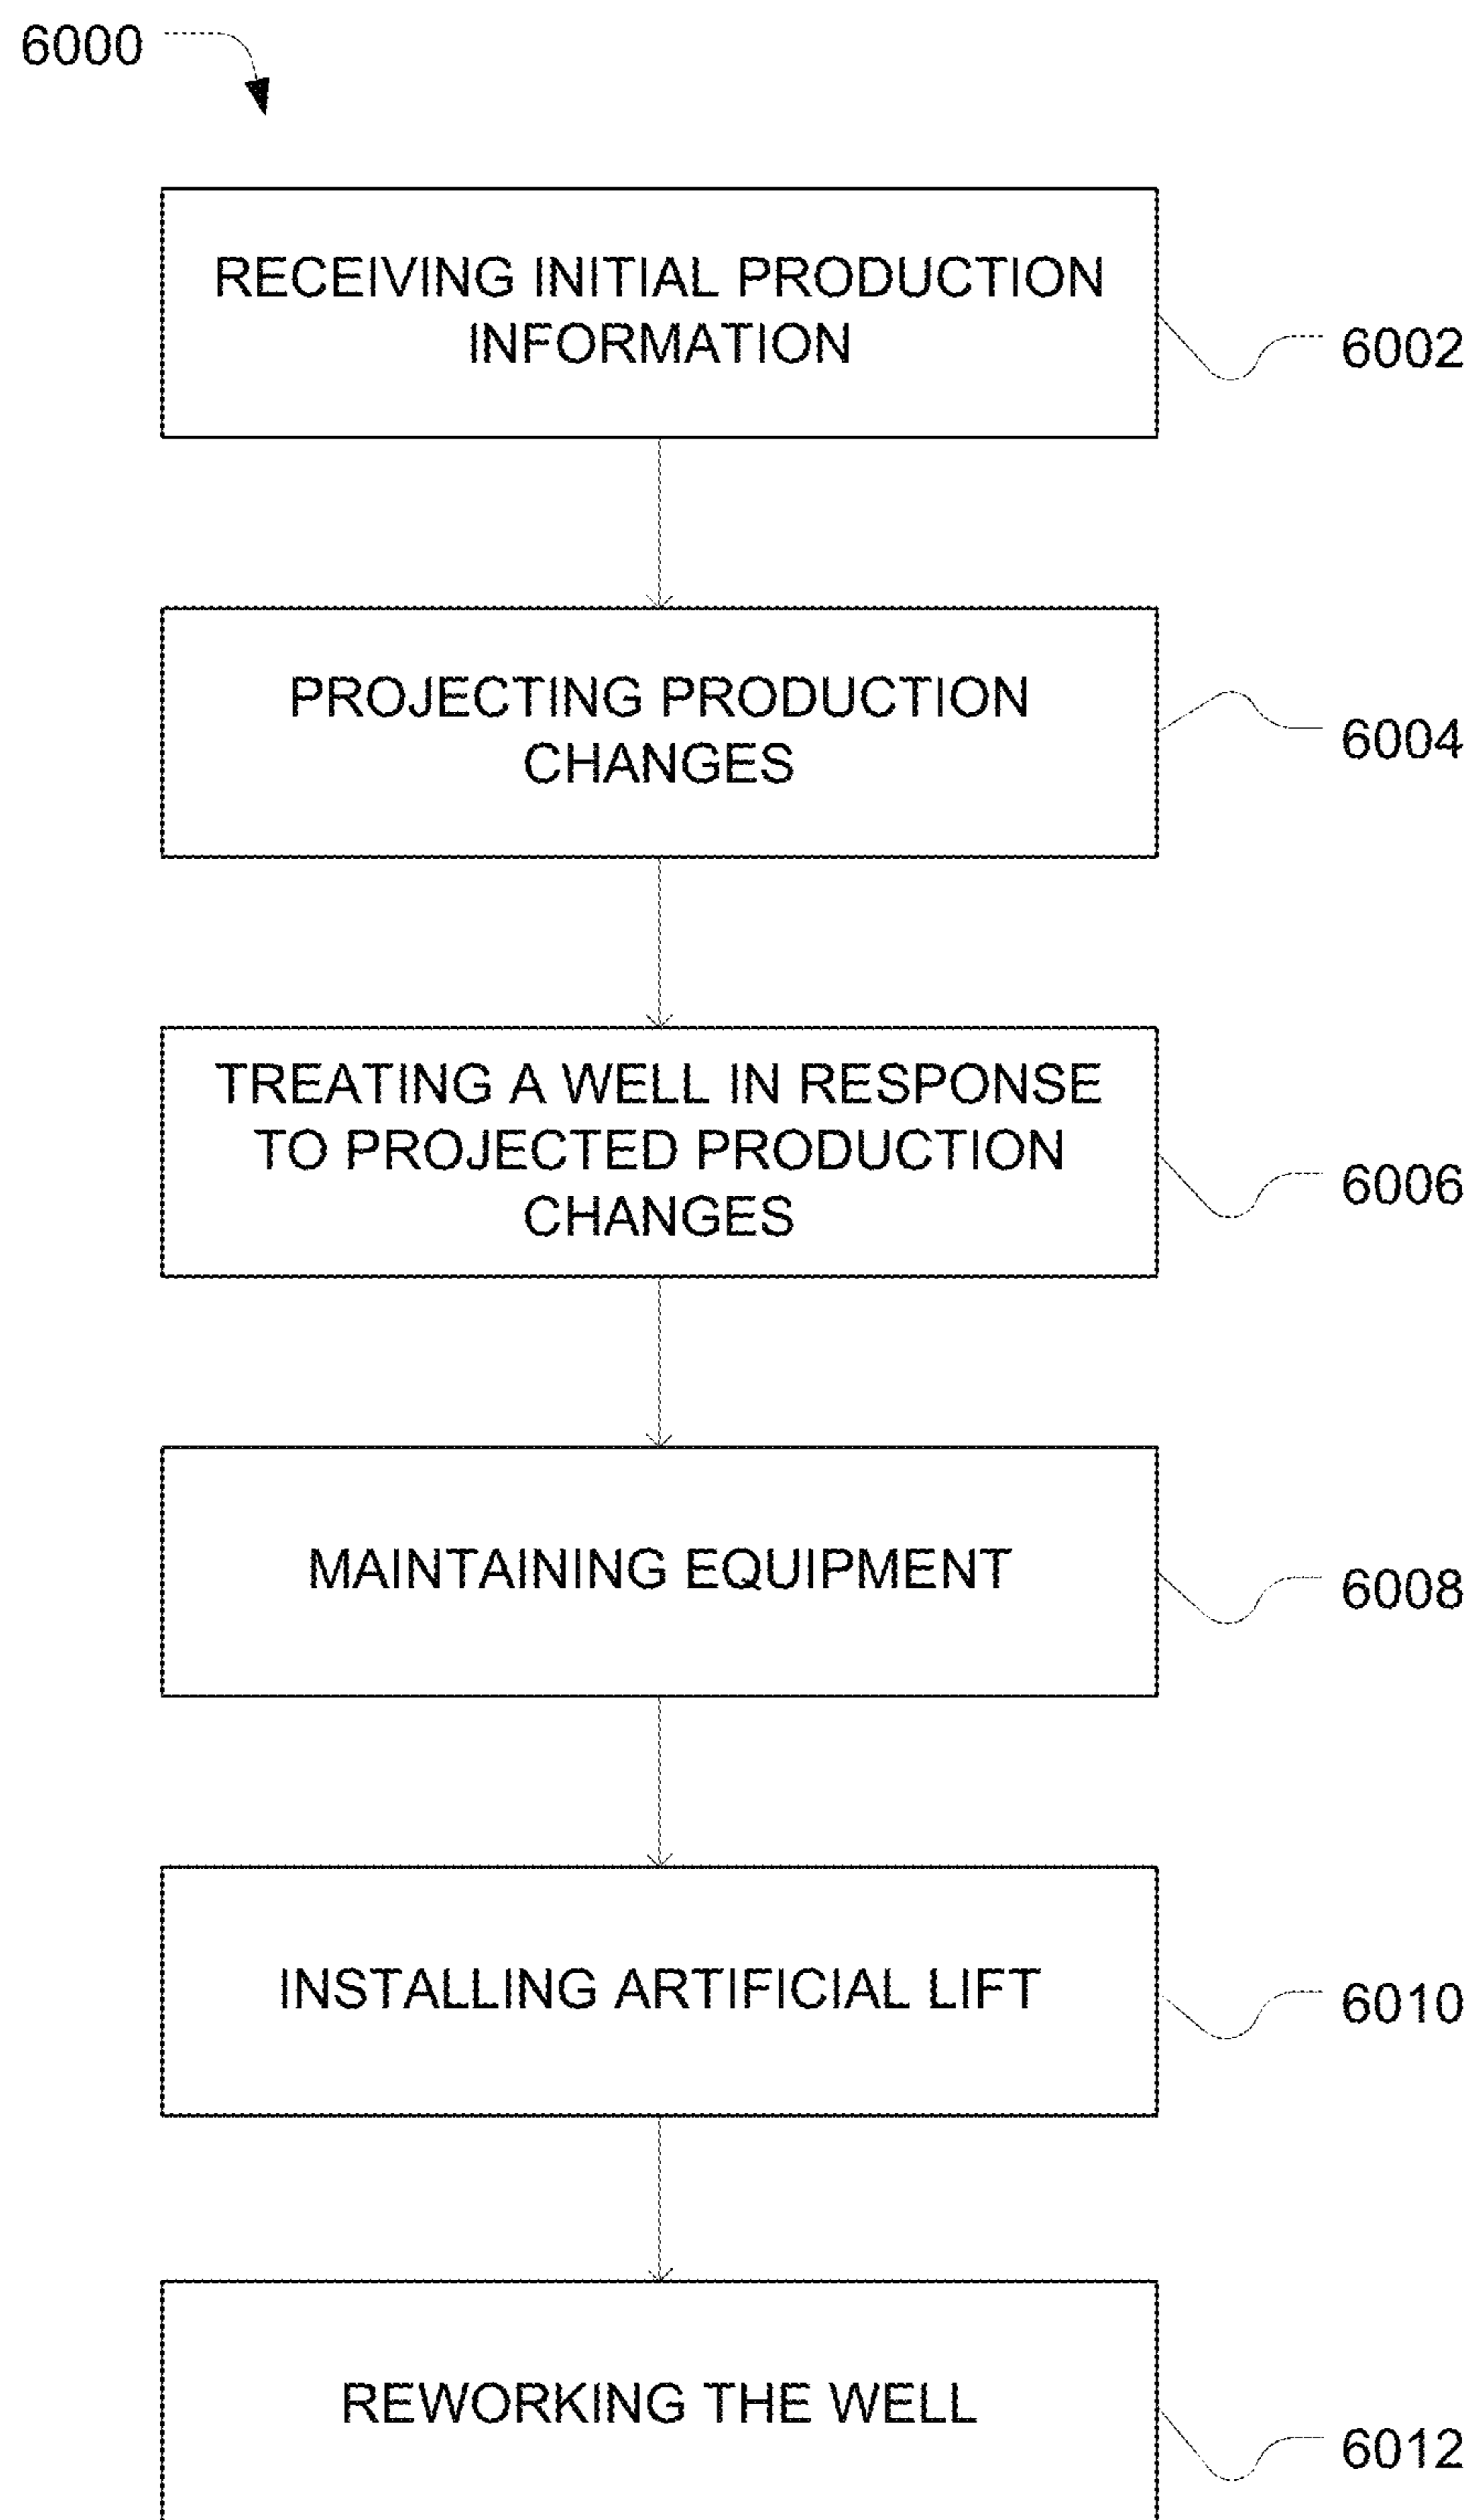 6000
RECEIVING INITIAL PRODUCTION
INFORMATION
6002
PROJECTING PRODUCTION
CHANGES
6004
TREATING A WELL IN RESPONSE
TO PROJECTED PRODUCTION
CHANGES
6006
MAINTAINING EQUIPMENT
6008
INSTALLING ARTIFICIAL LIFT
6010
REWORKING THE WELL
6012